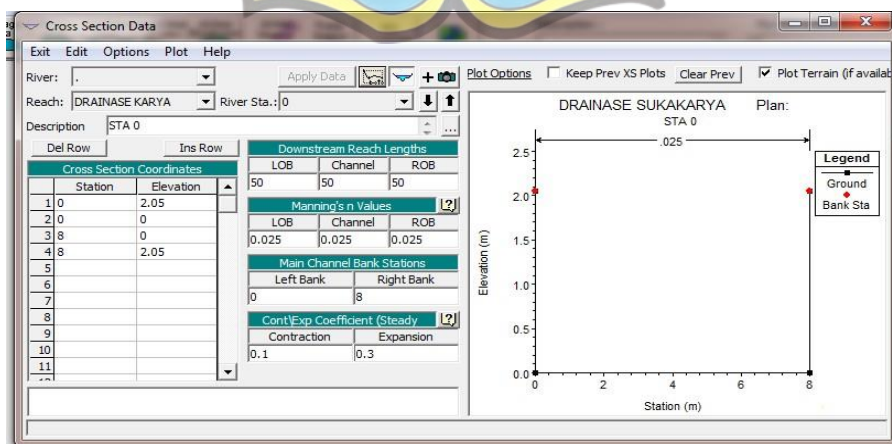 Cross Section Data
Exit Edit Options Plot Help
River: . Apply Data Plot Options Keep Prev XS Plots Clear Prev Plot Terrain (if availab
Reach: DRAINASE KARYA River Sta.: 0
Description STA 0 ...
Del Row Ins Row
Cross Section Coordinates
Station Elevation
1 0 2.05
2 0 0
3 8 0
4 8 2.05
5
6
7
8
9
10
11
Downstream Reach Lengths
LOB Channel ROB
50 50 50
Manning's n Values
LOB Channel ROB
0.025 0.025 0.025
Main Channel Bank Stations
Left Bank Right Bank
0 8
Cont\Exp Coefficient (Steady
Contraction Expansion
0.1 0.3
DRAINASE SUKAKARYA Plan:
STA 0
.025
Legend
Ground
Bank Sta
2.5
2.0
1.5
1.0
0.5
0.0
Elevation (m)
0 2 4 6 8
Station (m)